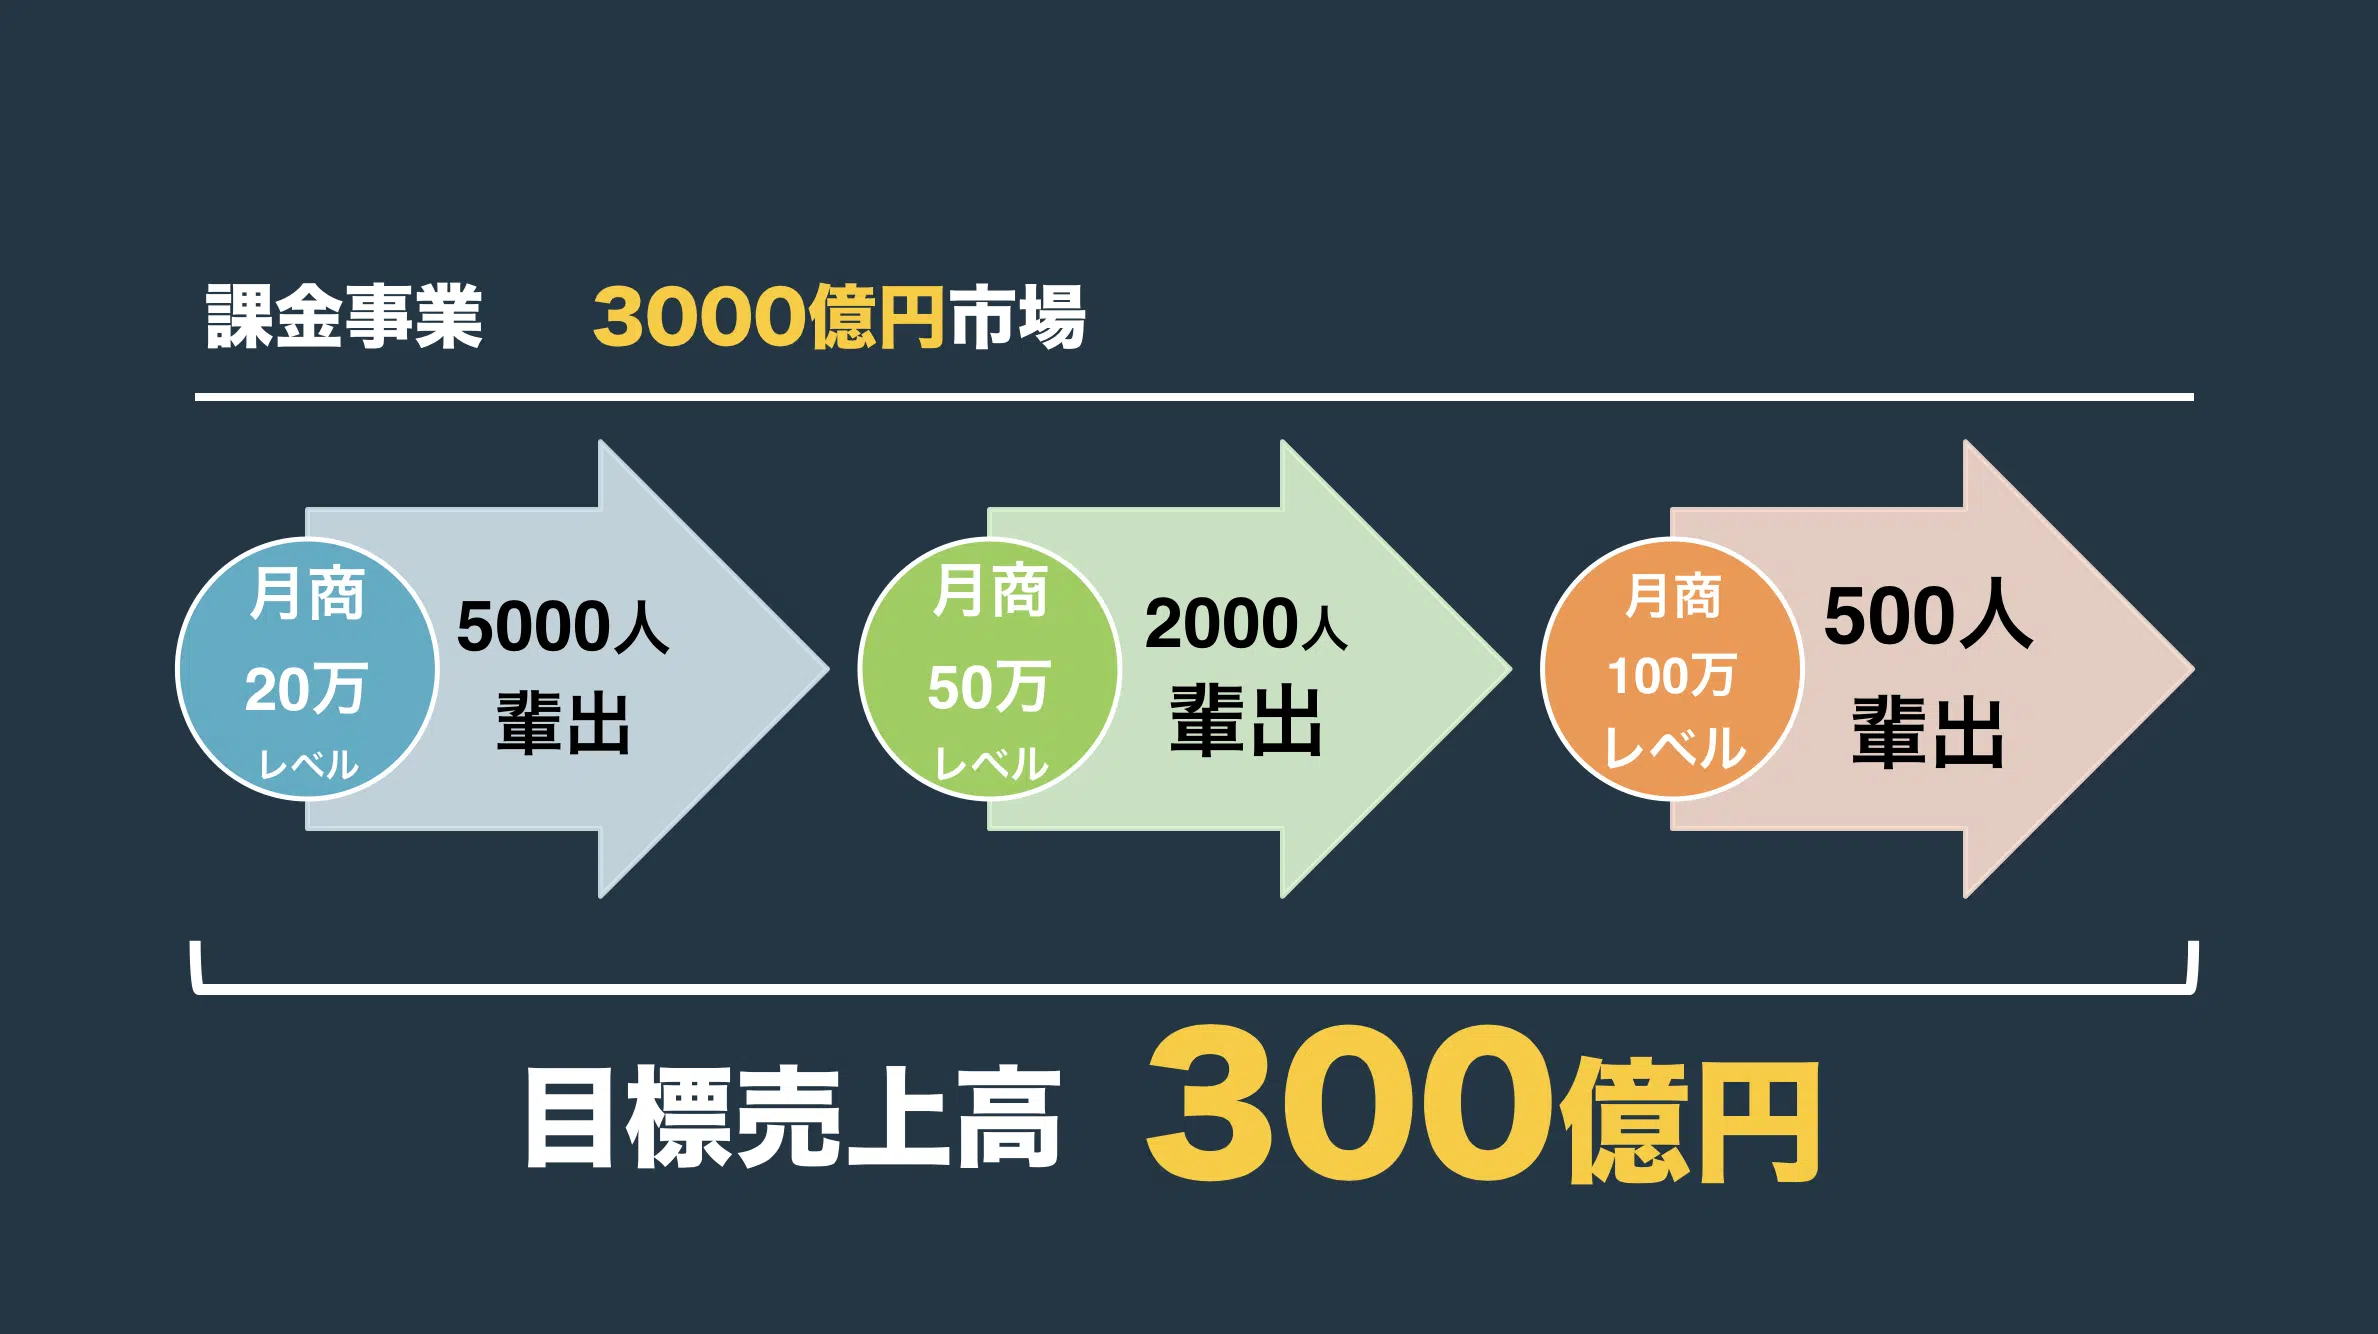 課金事業　3000億円市場
月商
20万
レベル
5000人
輩出
月商
50万
レベル
2000人
輩出
月商
100万
レベル
500人
輩出
目標売上高　300億円